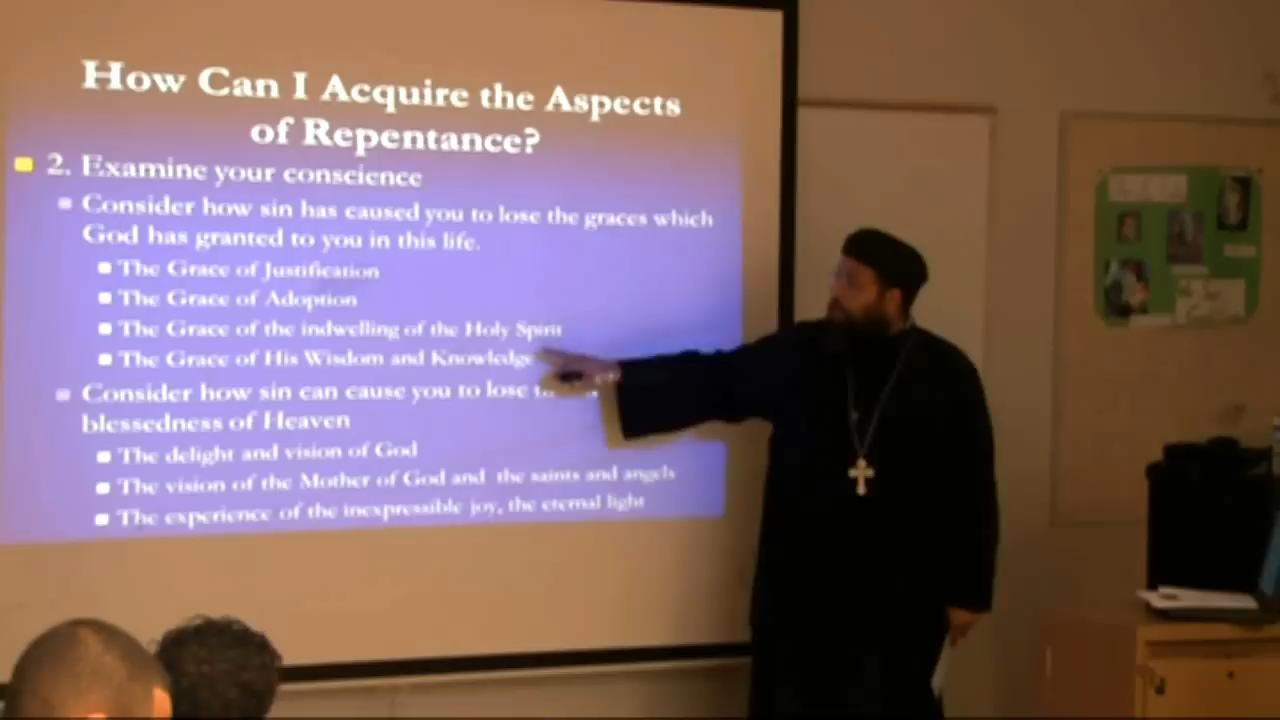 How Can I Acquire the Aspects
of Repentance?
2. Examine your conscience
Consider how sin has caused you to lose the graces which
God has granted to you in this life.
The Grace of Justification
The Grace of Adoption
The Grace of the indwelling of the Holy Spirit
The Grace of His Wisdom and Knowledge
Consider how sin can cause you to lose
blessedness of Heaven
The delight and vision of God
The vision of the Mother of God and the saints and angels
The experience of the inexpressible joy, the eternal light